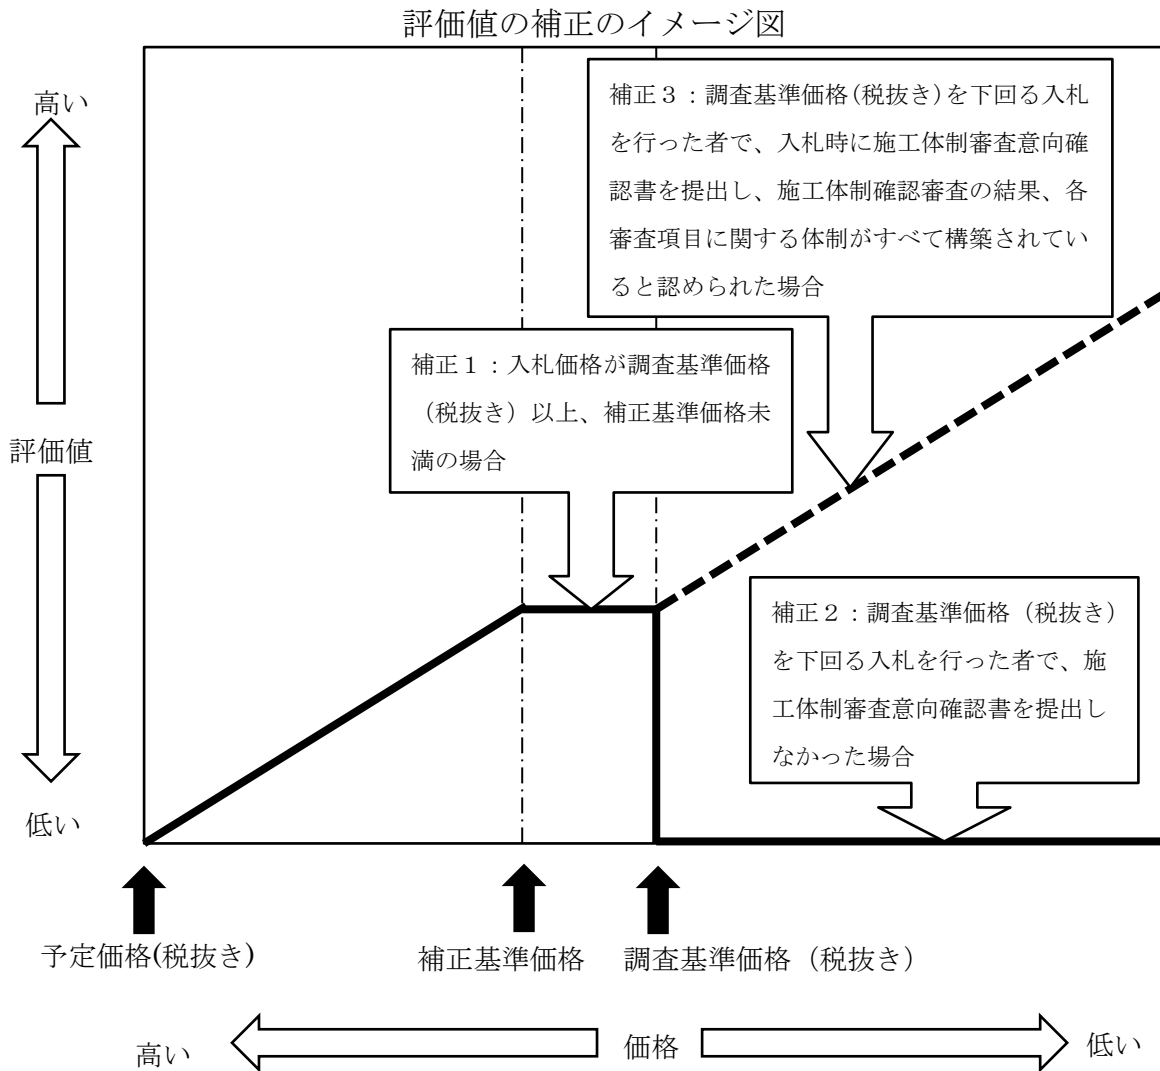 評価値の補正のイメージ図
高い
評価値
低い
補正３：調査基準価格(税抜き)を下回る入札
を行った者で、入札時に施工体制審査意向確
認書を提出し、施工体制確認審査の結果、各
審査項目に関する体制がすべて構築されてい
ると認められた場合
補正１：入札価格が調査基準価格
（税抜き）以上、補正基準価格未
満の場合
補正２：調査基準価格（税抜き）
を下回る入札を行った者で、施
工体制審査意向確認書を提出し
なかった場合
予定価格(税抜き)
補正基準価格
調査基準価格（税抜き）
高い
価格
低い